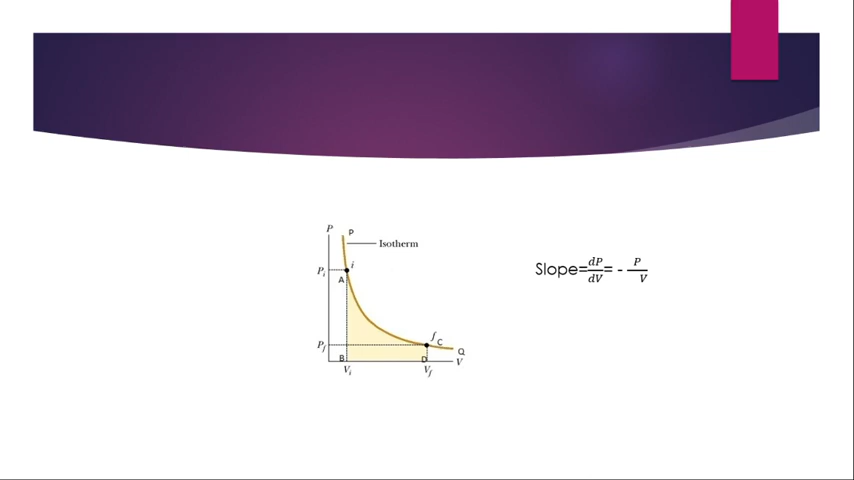 P P
Isotherm
Pi i
A
f
Pf C
Q
B D V
Vi Vf
Slope=dP/dV= - P/V